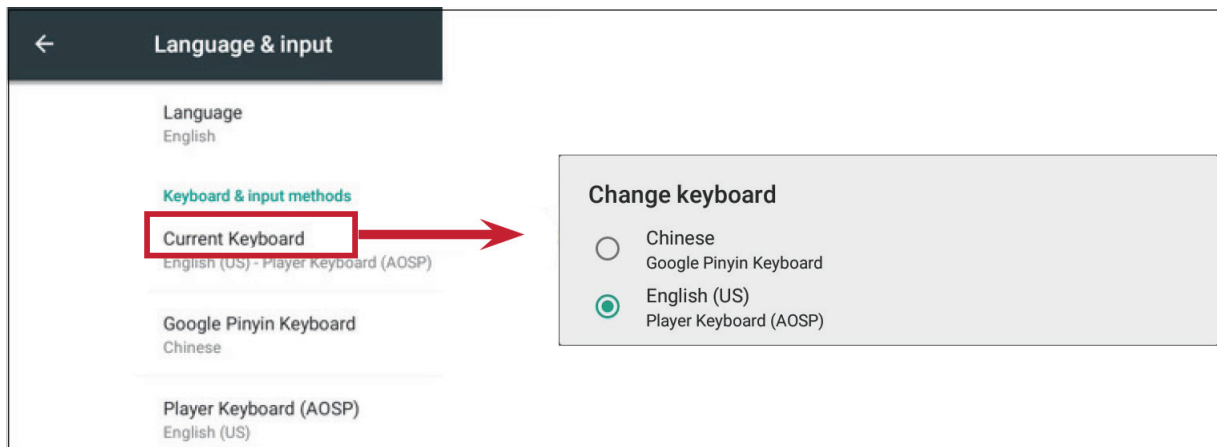 Language & input
Language
English
Keyboard & input methods
Current Keyboard
English (US) - Player Keyboard (AOSP)
Google Pinyin Keyboard
Chinese
Player Keyboard (AOSP)
English (US)
Change keyboard
Chinese
Google Pinyin Keyboard
English (US)
Player Keyboard (AOSP)